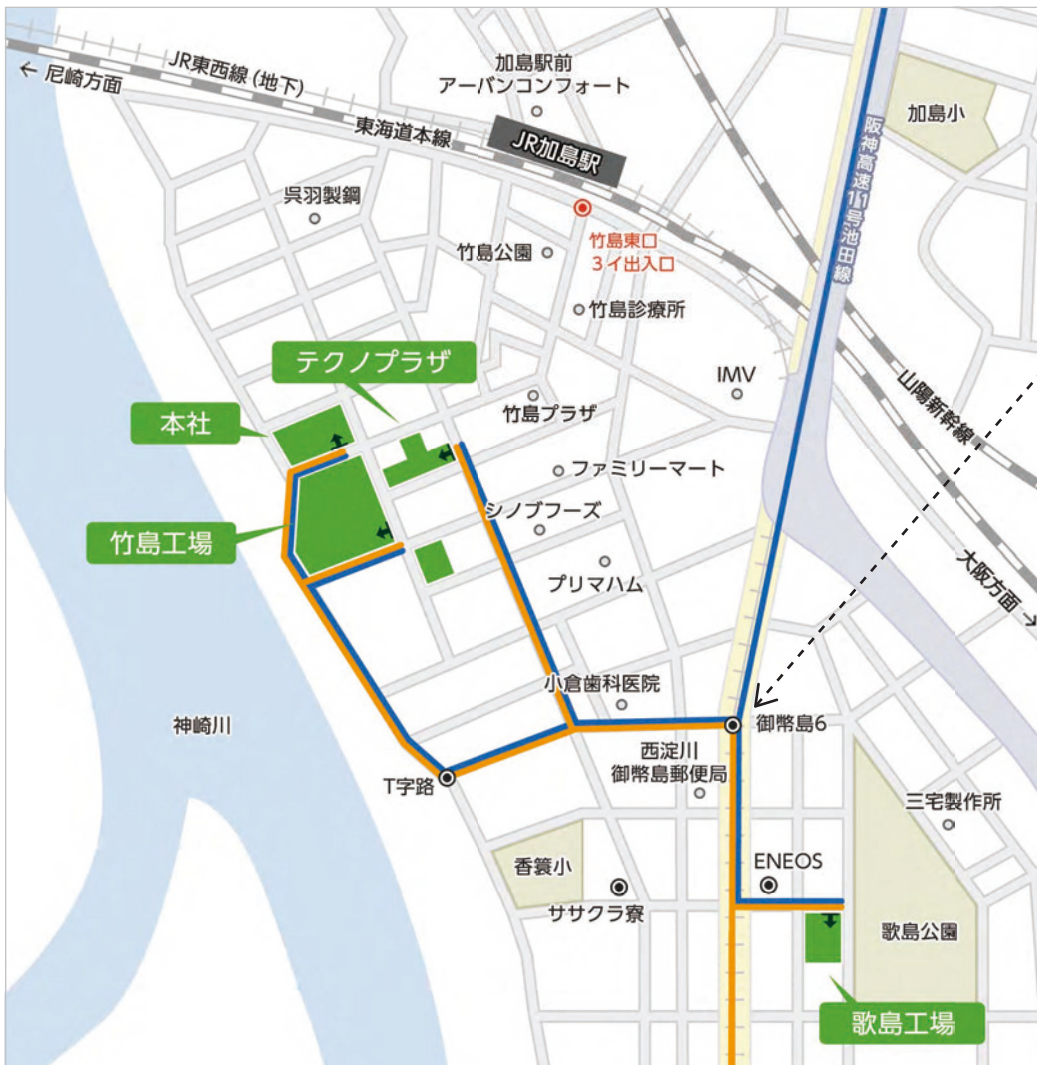 加島駅前
アーバンコンフォート
JR東西線(地下)
← 尼崎方面
東海道本線
JR加島駅
加島小
阪神高速11号池田線
呉羽製鋼
竹島東口
3イ出入口
竹島公園
竹島診療所
テクノプラザ
IMV
竹島プラザ
山陽新幹線
本社
ファミリーマート
シノブフーズ
竹島工場
プリマハム
大阪方面 →
小倉歯科医院
神崎川
御幣島6
西淀川
御幣島郵便局
T字路
三宅製作所
香簑小
ENEOS
ササクラ寮
歌島公園
歌島工場